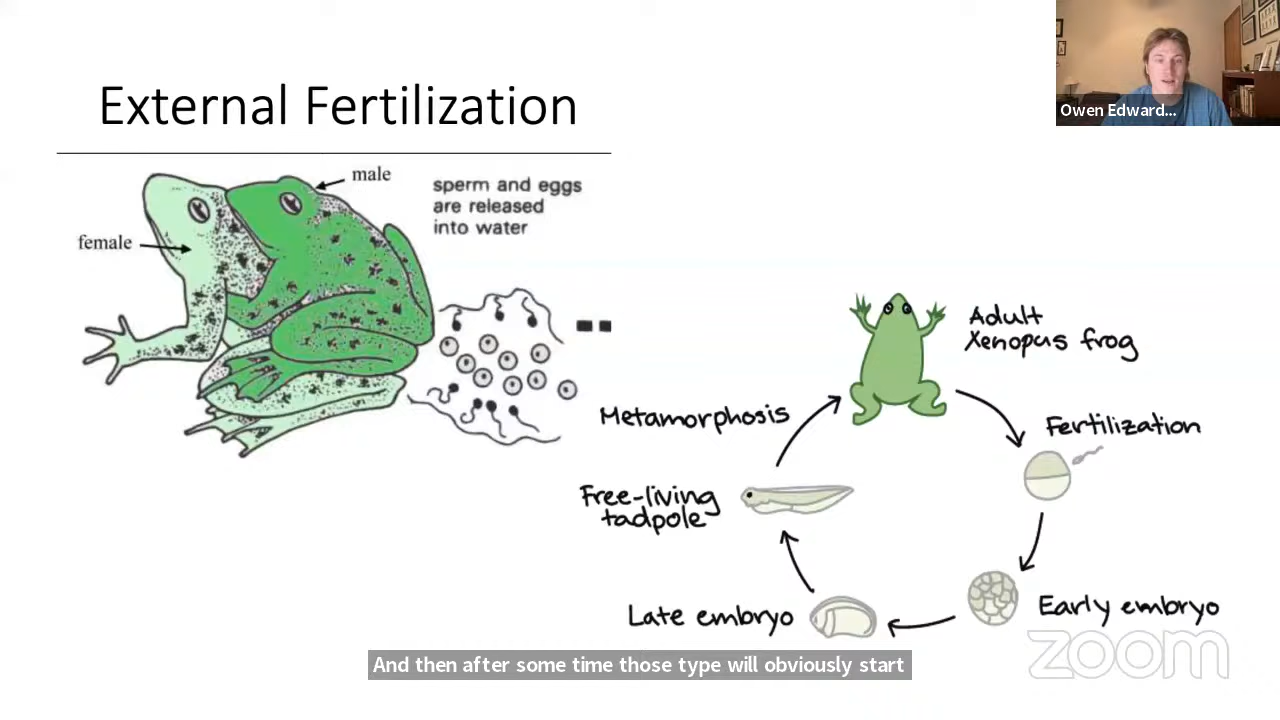 External Fertilization
Owen Edward...
male
female
sperm and eggs
are released
into water
Adult
Xenopus frog
Fertilization
Early embryo
Late embryo
Free-living
tadpole
Metamorphosis
And then after some time those type will obviously start
zoom